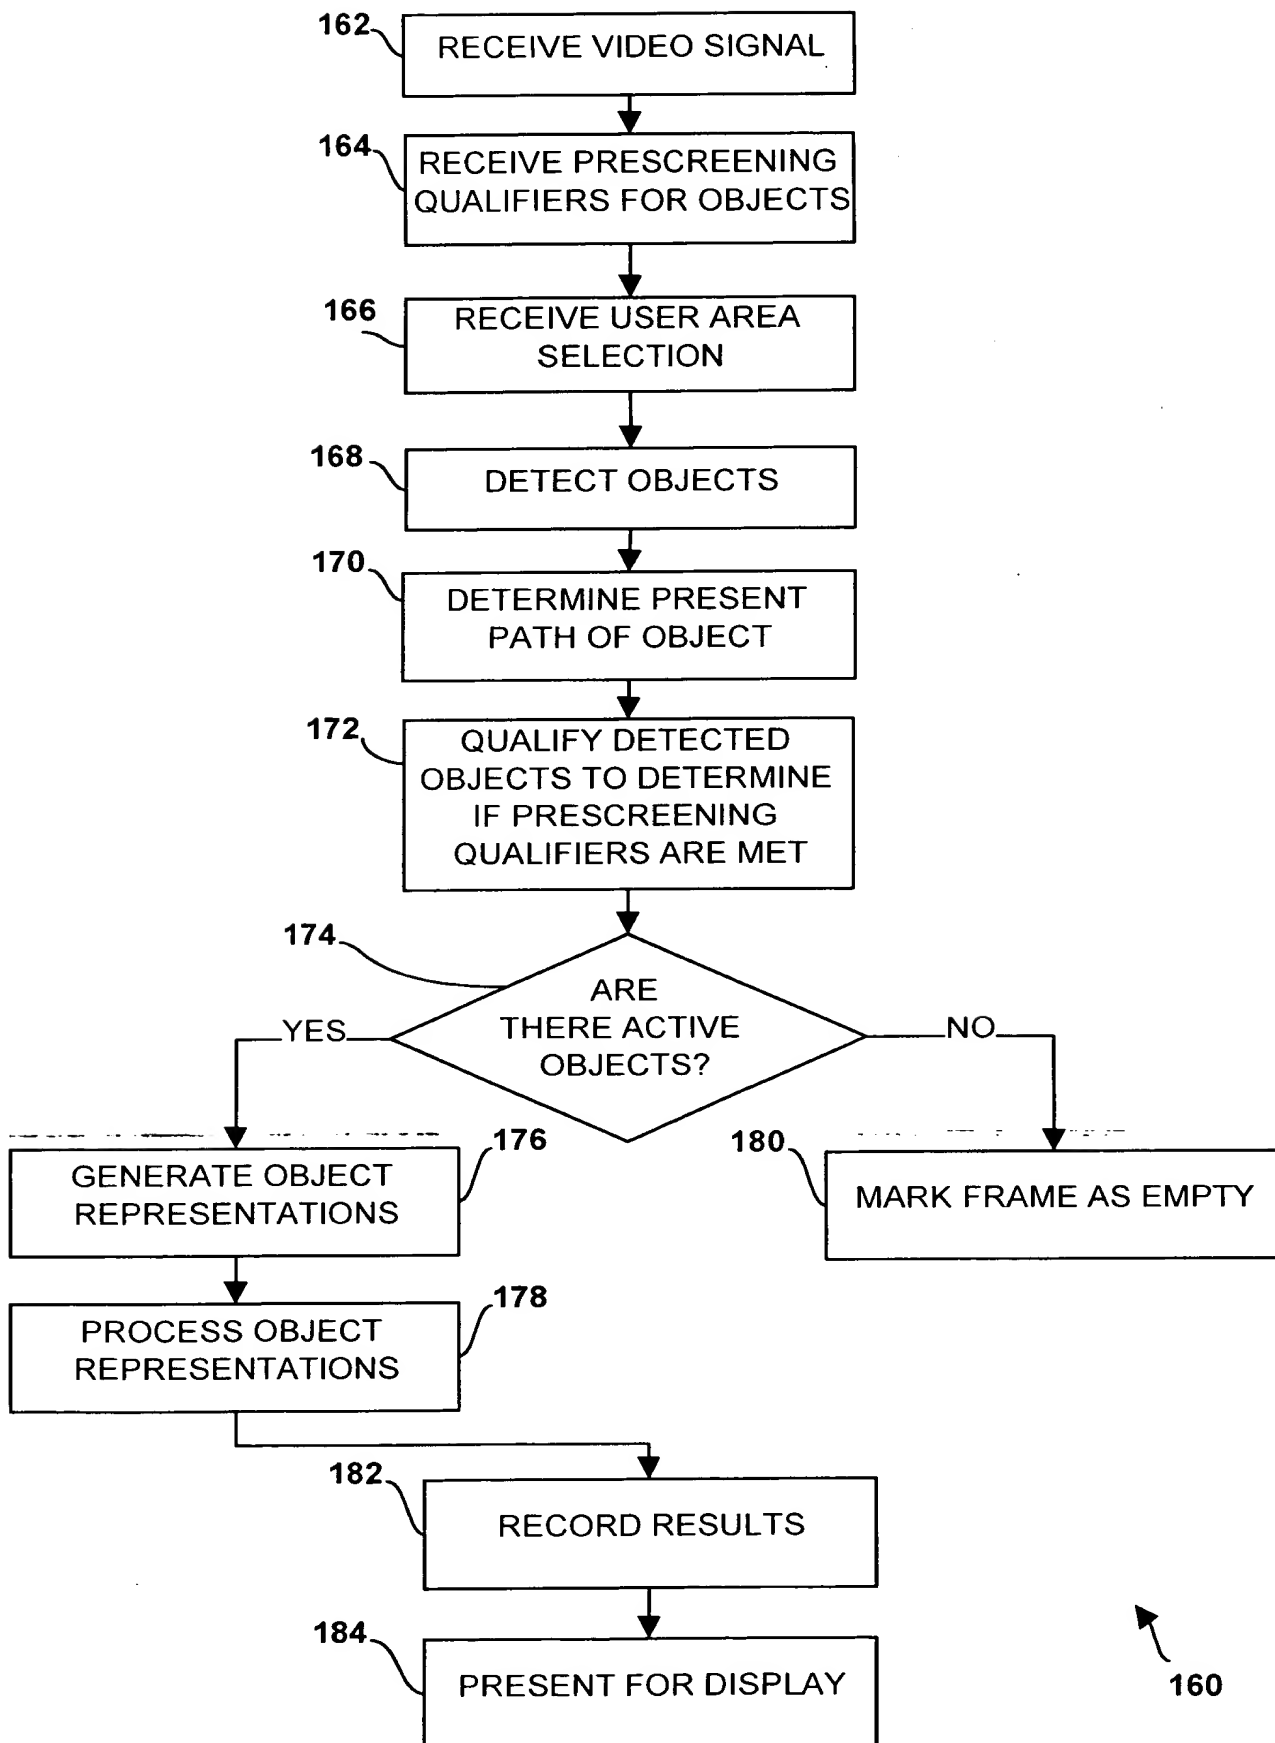 162
RECEIVE VIDEO SIGNAL
164
RECEIVE PRESCREENING
QUALIFIERS FOR OBJECTS
166
RECEIVE USER AREA
SELECTION
168
DETECT OBJECTS
170
DETERMINE PRESENT
PATH OF OBJECT
172
QUALIFY DETECTED
OBJECTS TO DETERMINE
IF PRESCREENING
QUALIFIERS ARE MET
174
ARE
THERE ACTIVE
OBJECTS?
YES
NO
176
GENERATE OBJECT
REPRESENTATIONS
180
MARK FRAME AS EMPTY
178
PROCESS OBJECT
REPRESENTATIONS
182
RECORD RESULTS
184
PRESENT FOR DISPLAY
160